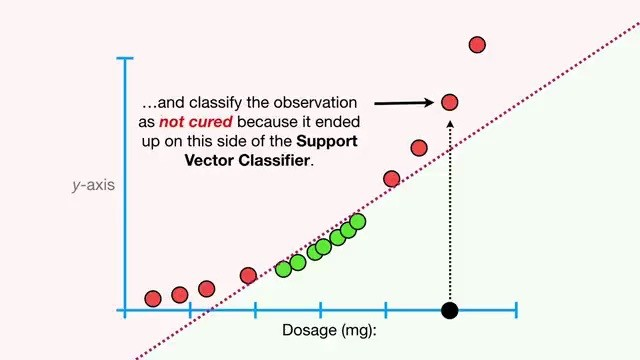 …and classify the observation
as not cured because it ended
up on this side of the Support
Vector Classifier.
y-axis
Dosage (mg):